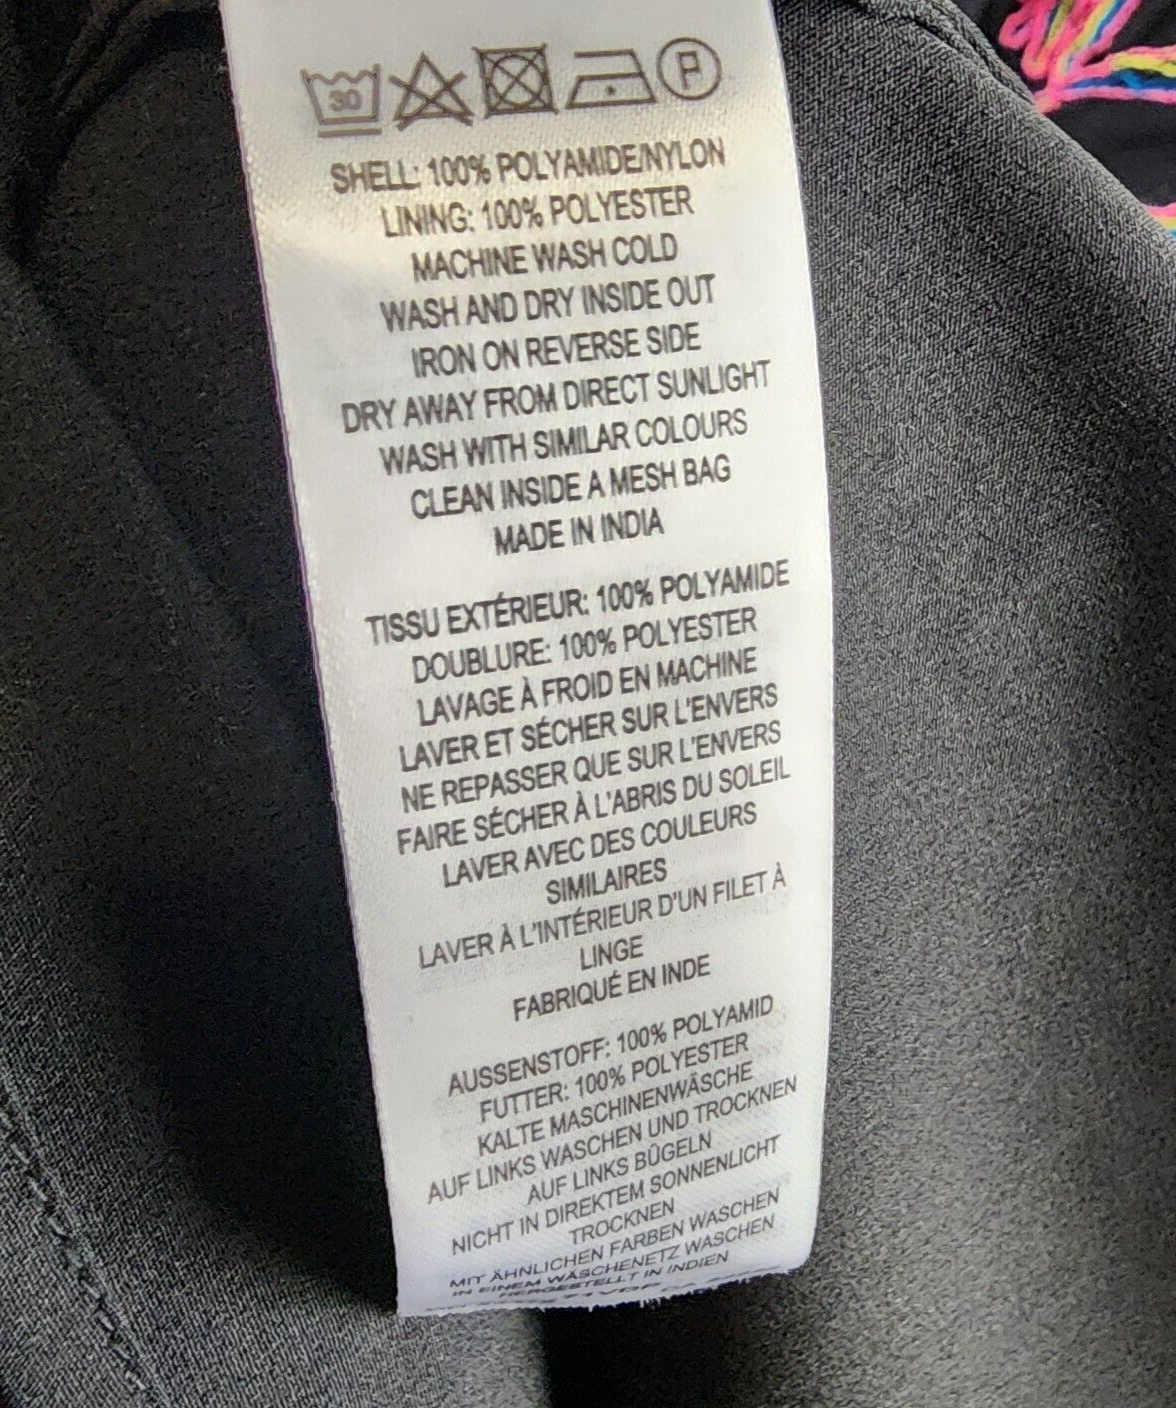 30 P
SHELL: 100% POLYAMIDE/NYLON
LINING: 100% POLYESTER
MACHINE WASH COLD
WASH AND DRY INSIDE OUT
IRON ON REVERSE SIDE
DRY AWAY FROM DIRECT SUNLIGHT
WASH WITH SIMILAR COLOURS
CLEAN INSIDE A MESH BAG
MADE IN INDIA
TISSU EXTÉRIEUR: 100% POLYAMIDE
DOUBLURE: 100% POLYESTER
LAVAGE À FROID EN MACHINE
LAVER ET SÉCHER SUR L'ENVERS
NE REPASSER QUE SUR L'ENVERS
FAIRE SÉCHER À L'ABRIS DU SOLEIL
LAVER AVEC DES COULEURS
SIMILAIRES
LAVER À L'INTÉRIEUR D'UN FILET À
LINGE
FABRIQUÉ EN INDE
AUSSENSTOFF: 100% POLYAMID
FUTTER: 100% POLYESTER
KALTE MASCHINENWÄSCHE
AUF LINKS WASCHEN UND TROCKNEN
AUF LINKS BÜGELN
NICHT IN DIREKTEM SONNENLICHT
TROCKNEN
MIT ÄHNLICHEN FARBEN WASCHEN
IN EINEM WÄSCHENETZ WASCHEN
HERGESTELLT IN INDIEN